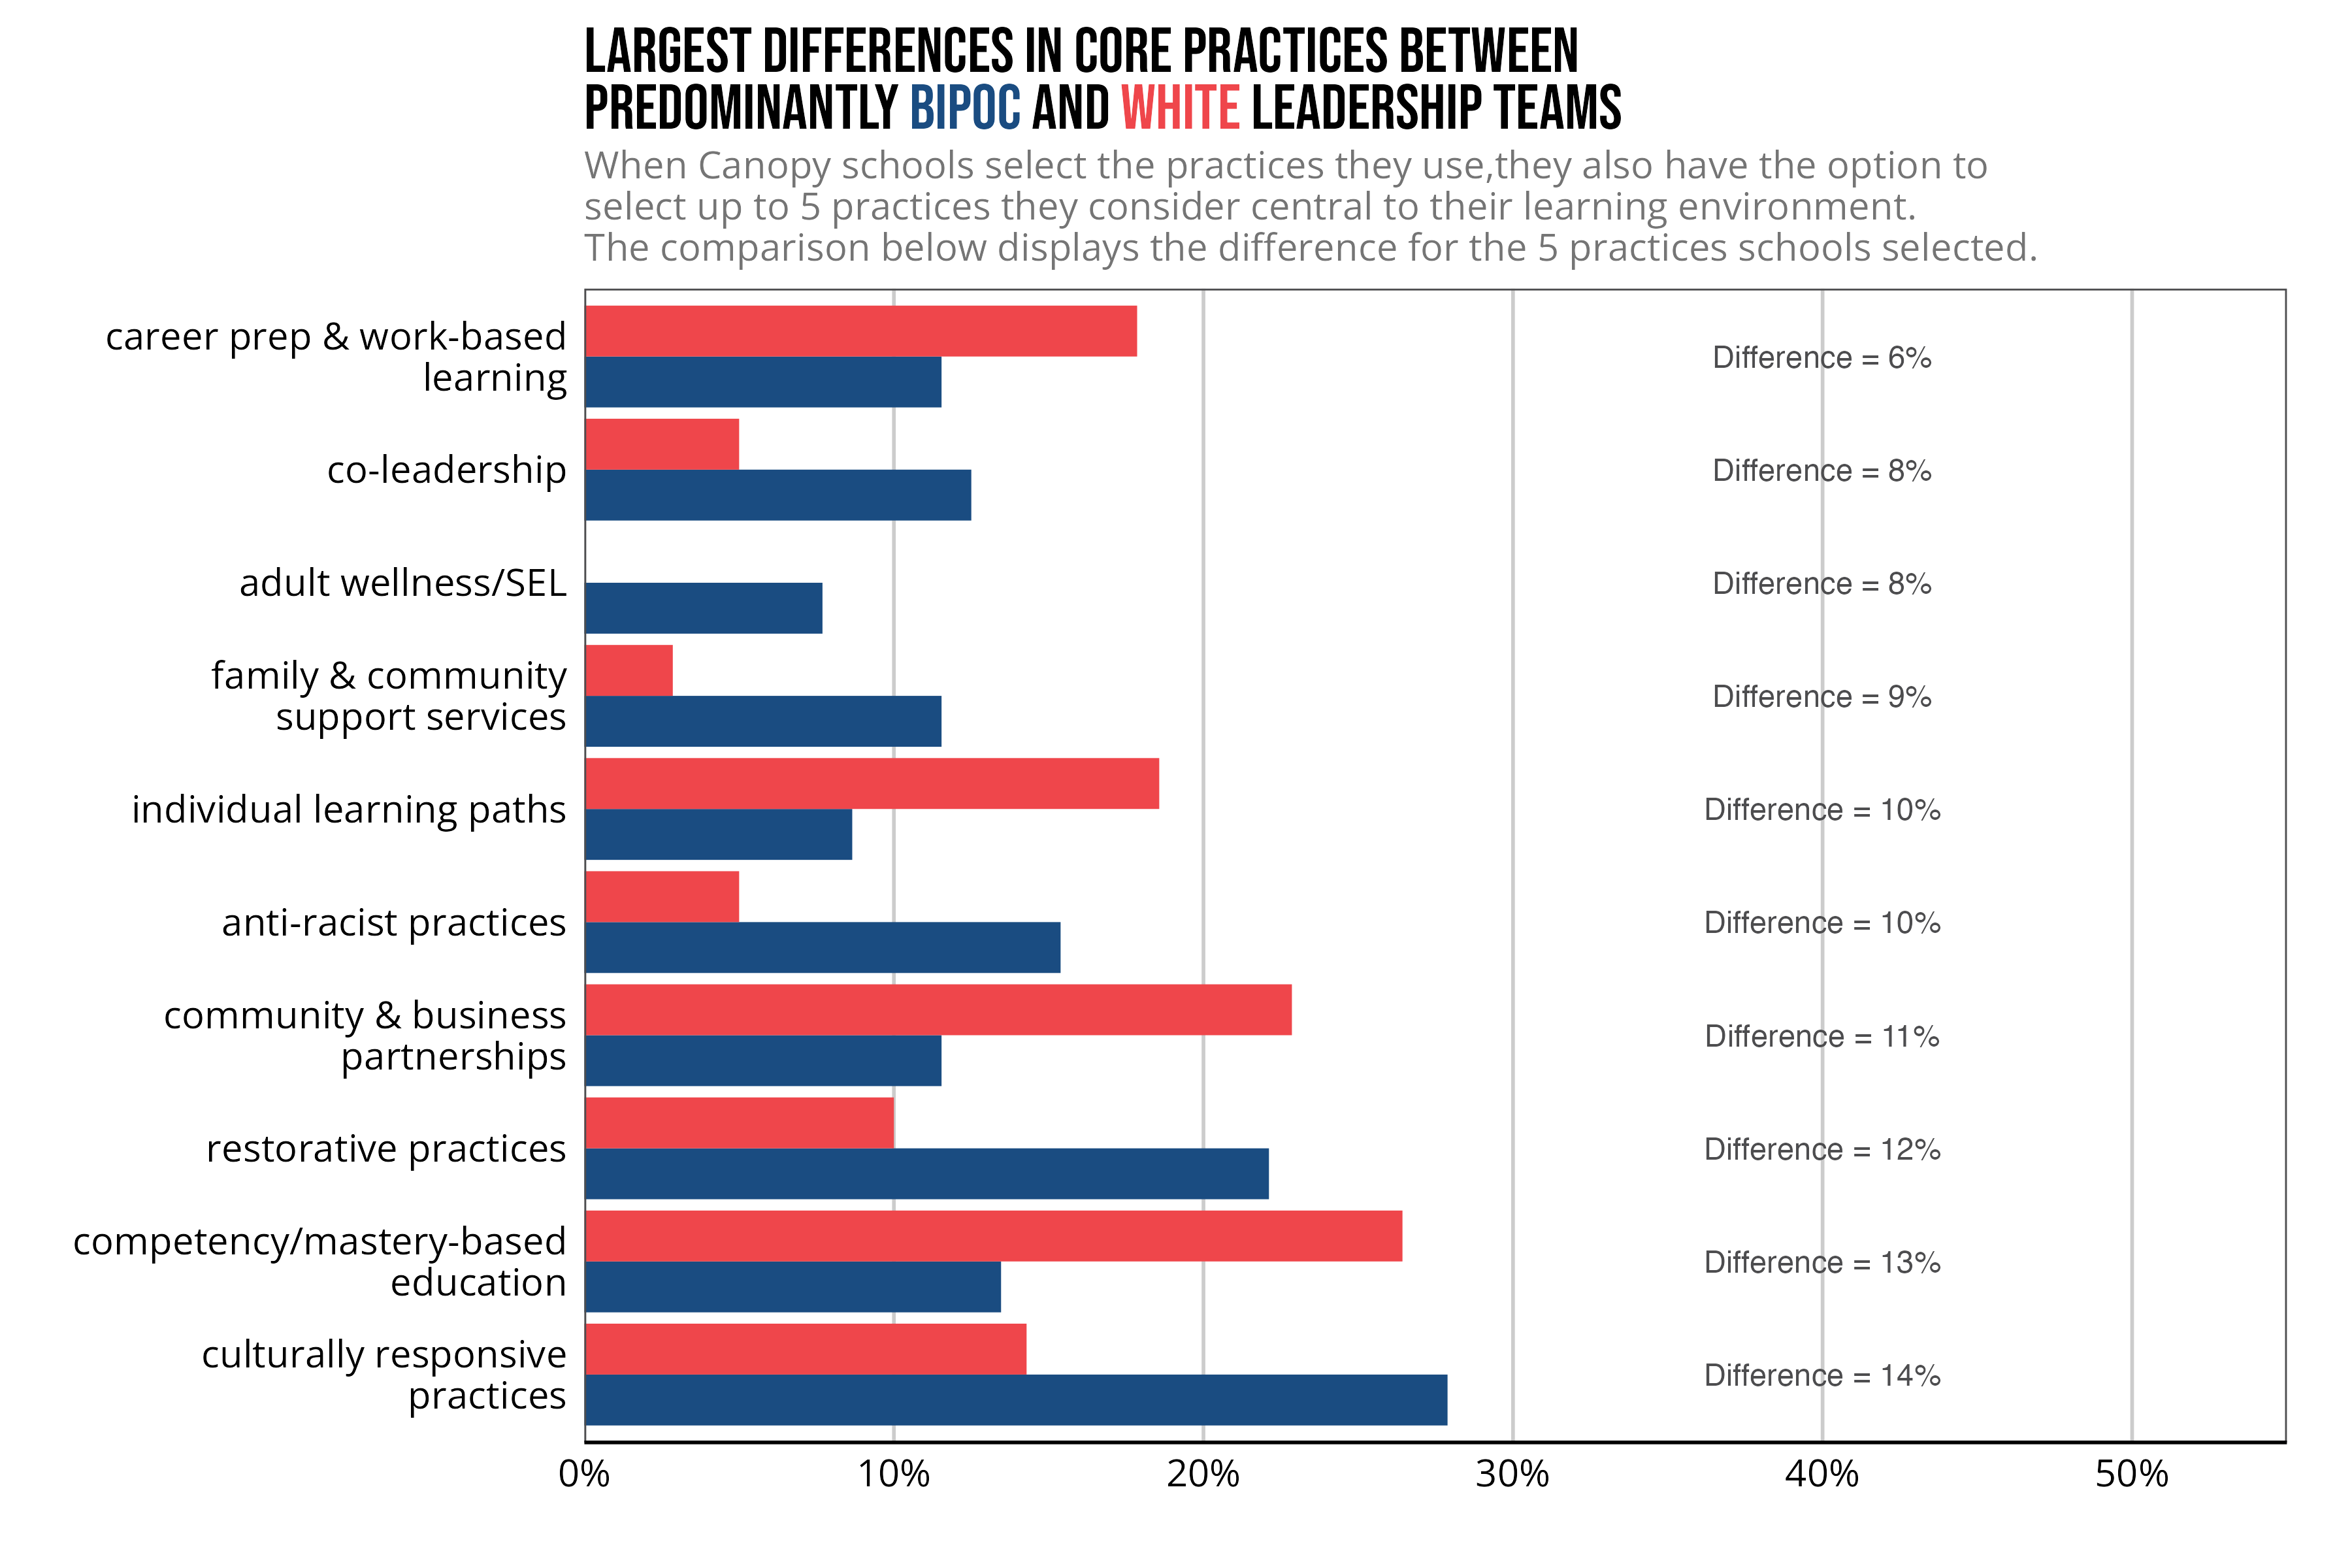 LARGEST DIFFERENCES IN CORE PRACTICES BETWEEN
PREDOMINANTLY BIPOC AND WHITE LEADERSHIP TEAMS
When Canopy schools select the practices they use,they also have the option to
select up to 5 practices they consider central to their learning environment.
The comparison below displays the difference for the 5 practices schools selected.
career prep & work-based
learning
Difference = 6%
co-leadership
Difference = 8%
adult wellness/SEL
Difference = 8%
family & community
support services
Difference = 9%
individual learning paths
Difference = 10%
anti-racist practices
Difference = 10%
community & business
partnerships
Difference = 11%
restorative practices
Difference = 12%
competency/mastery-based
education
Difference = 13%
culturally responsive
practices
Difference = 14%
0% 10% 20% 30% 40% 50%